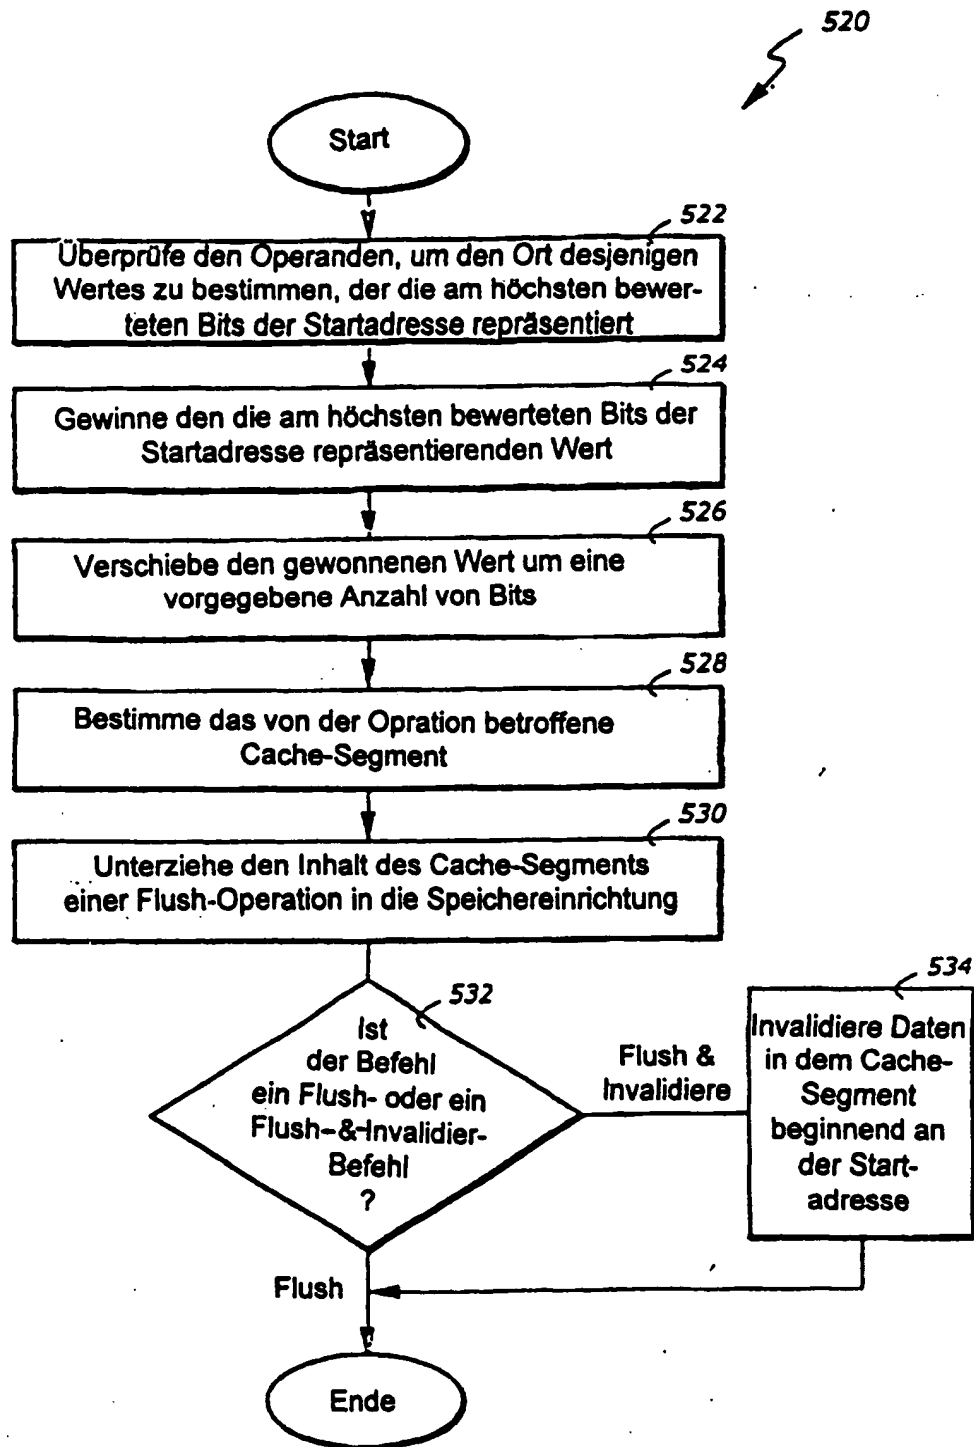 520
Start
522
Überprüfe den Operanden, um den Ort desjenigen
Wertes zu bestimmen, der die am höchsten bewer-
teten Bits der Startadresse repräsentiert
524
Gewinne den die am höchsten bewerteten Bits der
Startadresse repräsentierenden Wert
526
Verschiebe den gewonnenen Wert um eine
vorgegebene Anzahl von Bits
528
Bestimme das von der Opration betroffene
Cache-Segment
530
Unterziehe den Inhalt des Cache-Segments
einer Flush-Operation in die Speichereinrichtung
532
Ist
der Befehl
ein Flush- oder ein
Flush-&-Invalidier-
Befehl
?
Flush &
Invalidiere
534
Invalidiere Daten
in dem Cache-
Segment
beginnend an
der Start-
adresse
Flush
Ende